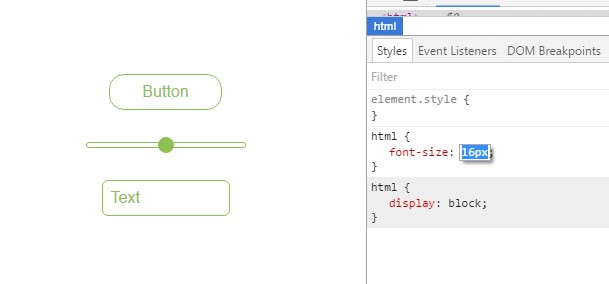 Button
Text
html
Styles Event Listeners DOM Breakpoints
Filter
element.style {
}
html {
font-size: 16px;
}
html {
display: block;
}